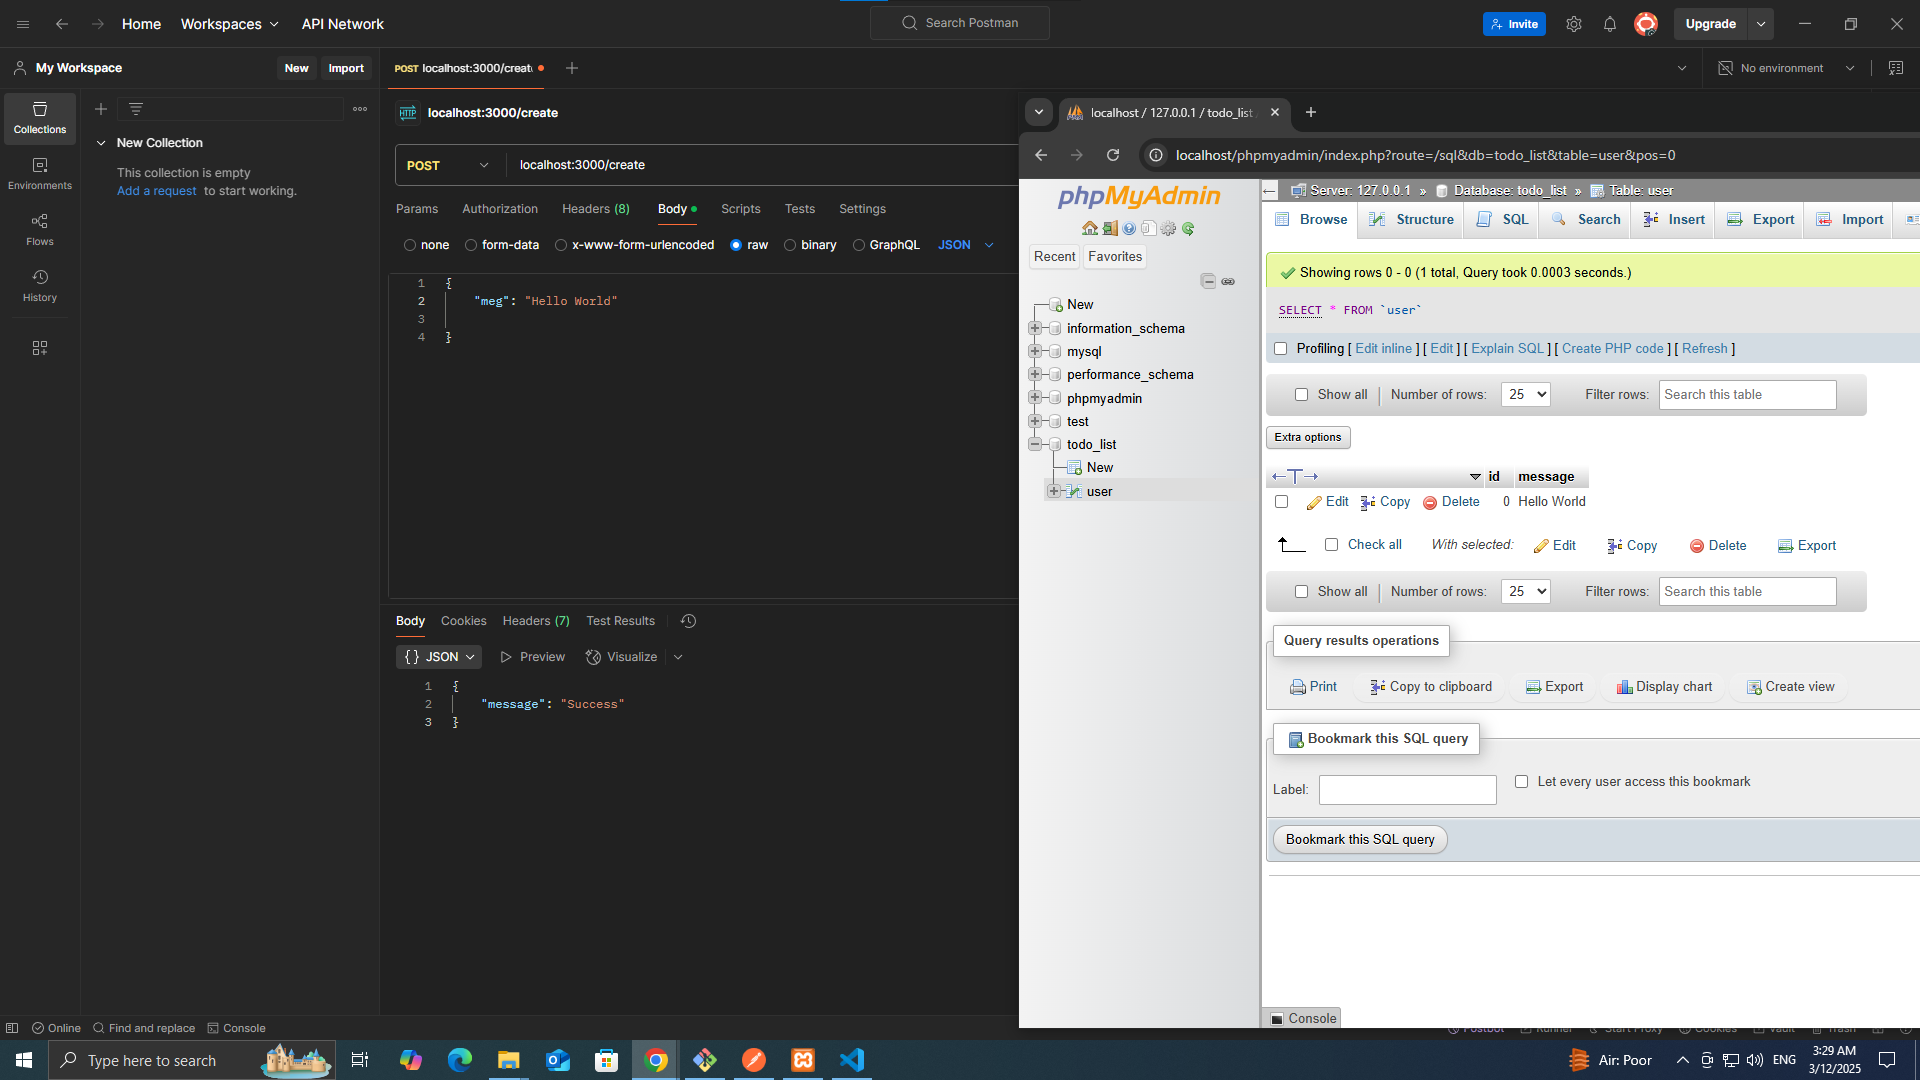 Home
Workspaces
API Network
Search Postman
Invite
Upgrade
My Workspace
New
Import
POST localhost:3000/creat
No environment
Collections
Environments
Flows
History
New Collection
This collection is empty
Add a request to start working.
HTTP localhost:3000/create
POST
localhost:3000/create
Params
Authorization
Headers (8)
Body
Scripts
Tests
Settings
none
form-data
x-www-form-urlencoded
raw
binary
GraphQL
JSON
1 {
2 "meg": "Hello World"
3
4 }
Body
Cookies
Headers (7)
Test Results
{} JSON
Preview
Visualize
1 {
2 "message": "Success"
3 }
Online
Find and replace
Console
localhost / 127.0.0.1 / todo_list
localhost/phpmyadmin/index.php?route=/sql&db=todo_list&table=user&pos=0
phpMyAdmin
Recent
Favorites
New
information_schema
mysql
performance_schema
phpmyadmin
test
todo_list
New
user
Server: 127.0.0.1 » Database: todo_list » Table: user
Browse
Structure
SQL
Search
Insert
Export
Import
Showing rows 0 - 0 (1 total, Query took 0.0003 seconds.)
SELECT * FROM `user`
Profiling [ Edit inline ] [ Edit ] [ Explain SQL ] [ Create PHP code ] [ Refresh ]
Show all
Number of rows:
25
Filter rows:
Search this table
Extra options
←T→
id
message
Edit
Copy
Delete
0
Hello World
Check all
With selected:
Edit
Copy
Delete
Export
Show all
Number of rows:
25
Filter rows:
Search this table
Query results operations
Print
Copy to clipboard
Export
Display chart
Create view
Bookmark this SQL query
Label:
Let every user access this bookmark
Bookmark this SQL query
Console
Postbot
Runner
Start Proxy
Cookies
Vault
Trash
Type here to search
Air: Poor
ENG
3:29 AM
3/12/2025